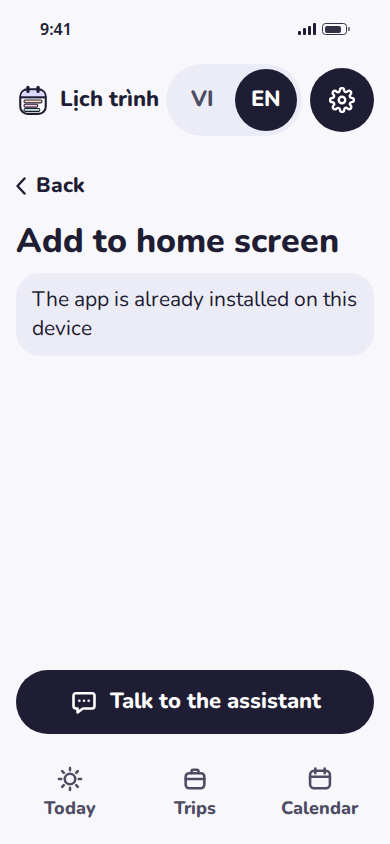 9:41
Lịch trình
VI
EN
Back
Add to home screen
The app is already installed on this
device
Talk to the assistant
Today
Trips
Calendar